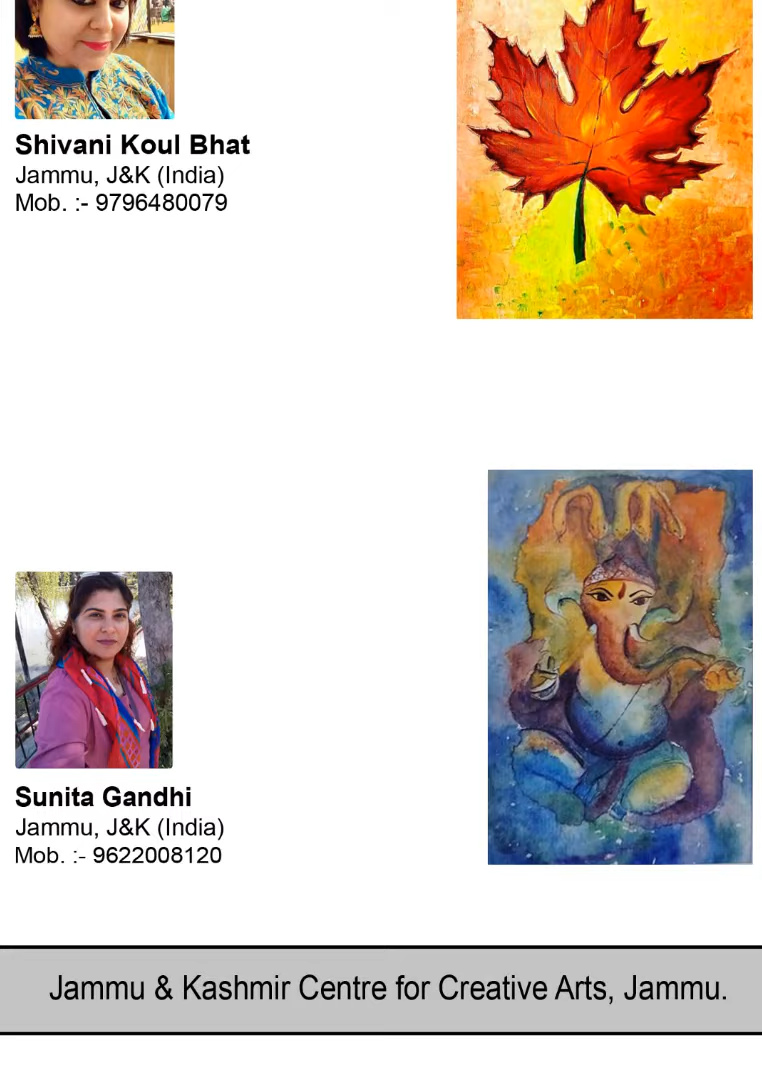 Shivani Koul Bhat
Jammu, J&K (India)
Mob. :- 9796480079
Sunita Gandhi
Jammu, J&K (India)
Mob. :- 9622008120
Jammu & Kashmir Centre for Creative Arts, Jammu.